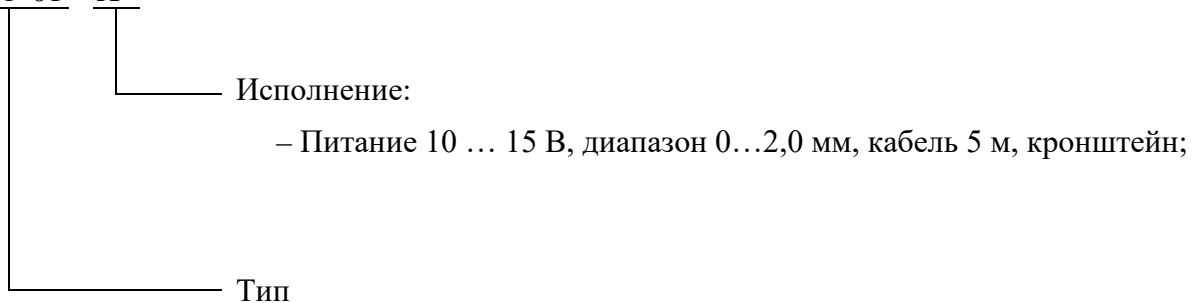 Исполнение:
– Питание 10 … 15 В, диапазон 0…2,0 мм, кабель 5 м, кронштейн;
Тип